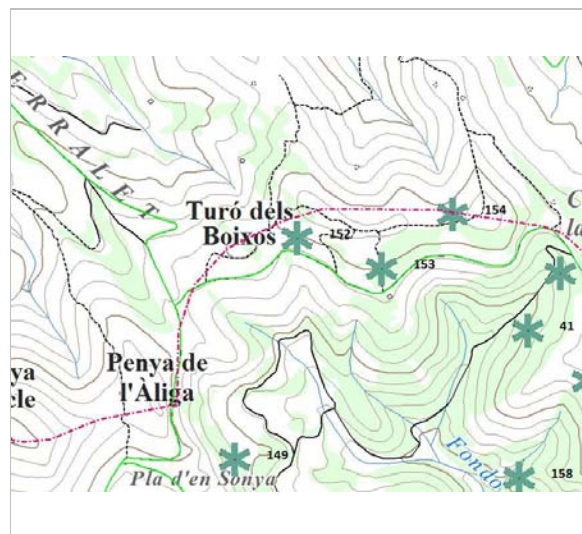 ERRALET
Turó dels
Boixos
152
154
C
la
153
41
Penya de
l'Àliga
ya
cle
149
Pla d'en Sonya
Fondo
158